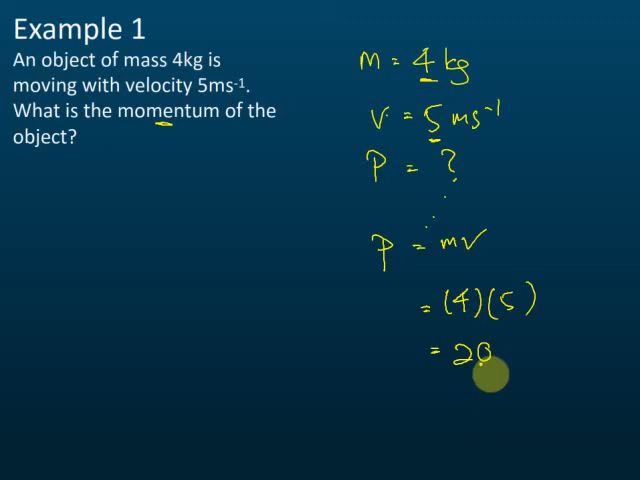 Example 1
An object of mass 4kg is
moving with velocity 5ms⁻¹.
What is the momentum of the
object?
m = 4 kg
v = 5 ms⁻¹
P = ?
P = mv
= (4)(5)
= 20